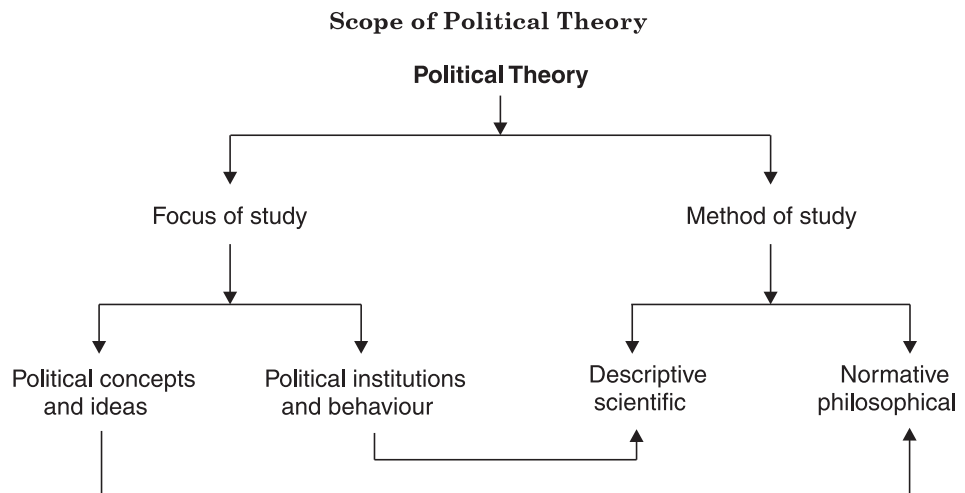 Scope of Political Theory
Political Theory
Focus of study
Method of study
Political concepts
and ideas
Political institutions
and behaviour
Descriptive
scientific
Normative
philosophical